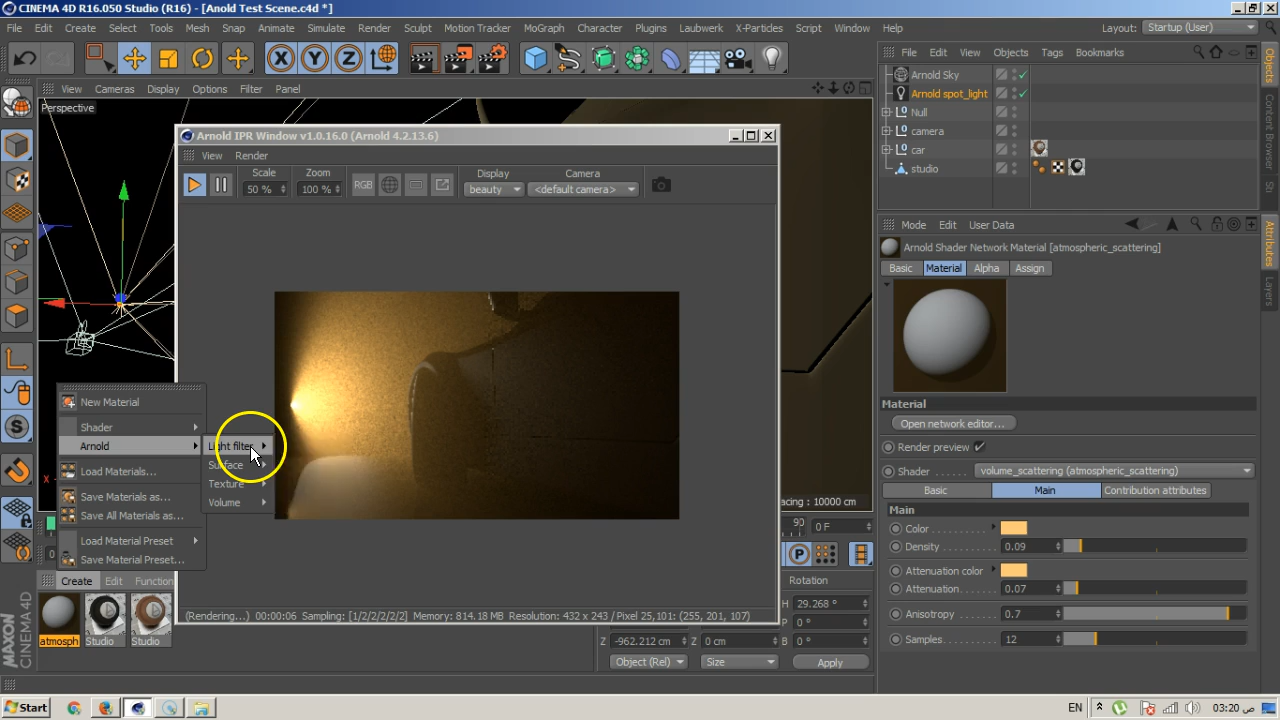 CINEMA 4D R16.050 Studio (R16) - [Anold Test Scene.c4d *]
File Edit Create Select Tools Mesh Snap Animate Simulate Render Sculpt Motion Tracker MoGraph Character Plugins Laubwerk X-Particles Script Window Help
Layout: Startup (User)
X Y Z
File Edit View Objects Tags Bookmarks
View Cameras Display Options Filter Panel
Perspective
Arnold Sky
Arnold spot_light
Null
camera
car
studio
Objects
Content Browser
St
Arnold IPR Window v1.0.16.0 (Arnold 4.2.13.6)
View Render
Scale Zoom Display Camera
50 % 100 % RGB beauty <default camera>
Mode Edit User Data
Arnold Shader Network Material [atmospheric_scattering]
Basic Material Alpha Assign
Attributes
Layers
Material
Open network editor...
Render preview
Shader volume_scattering (atmospheric_scattering)
Basic Main Contribution attributes
Main
Color
Density 0.09
Attenuation color
Attenuation 0.07
Anisotropy 0.7
Samples 12
New Material
Shader
Arnold
Load Materials...
Save Materials as...
Save All Materials as...
Load Material Preset
Save Material Preset...
Light filter
Surface
Texture
Volume
acing : 10000 cm
90 0 F
0
P
Create Edit Function
atmosph Studio Studio
(Rendering...) 00:00:06 Sampling: [1/2/2/2/2/2] Memory: 814.18 MB Resolution: 432 x 243 / Pixel 25,101: (255, 201, 107)
Rotation
H 29.268 °
P 0 °
Z -962.212 cm Z 0 cm B 0 °
Object (Rel) Size Apply
MAXON
CINEMA 4D
Start
EN
03:20 ص